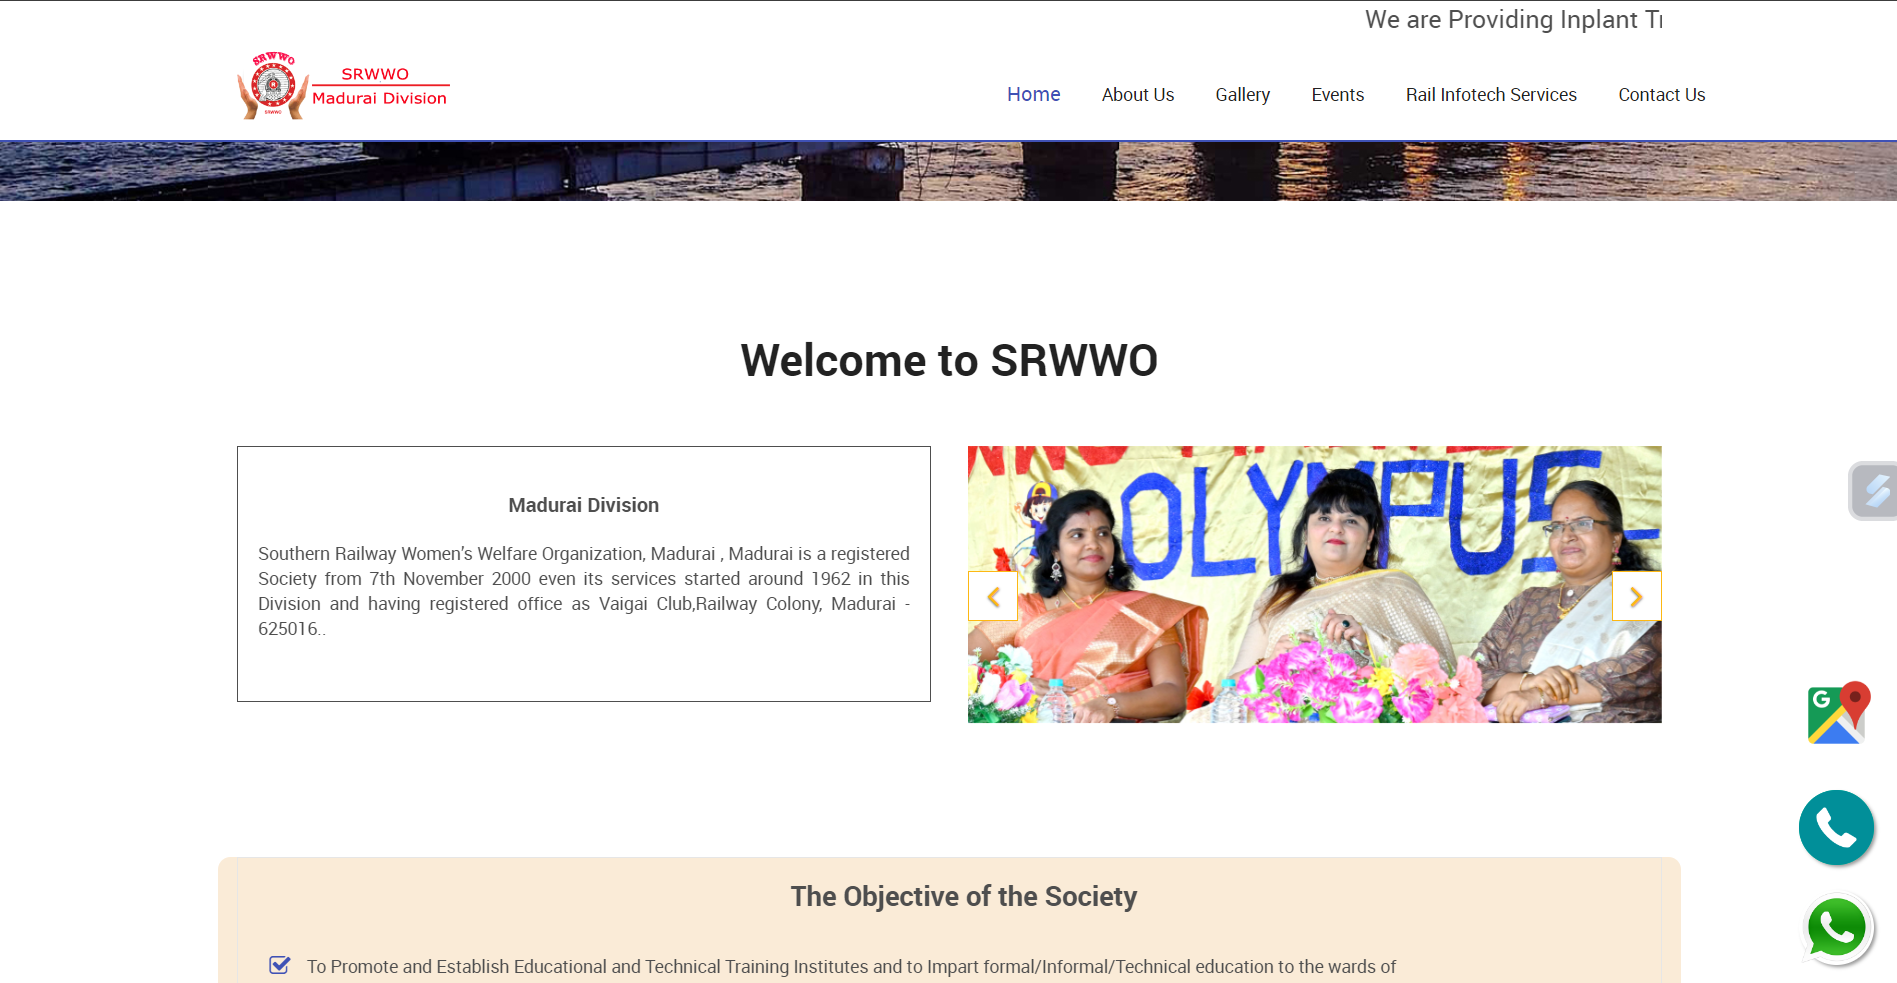 We are Providing Inplant
SRWWO
SRWWO
Madurai Division
SRWWO
Home
About Us
Gallery
Events
Rail Infotech Services
Contact Us
Welcome to SRWWO
Madurai Division
Southern Railway Women's Welfare Organization, Madurai , Madurai is a registered
Society from 7th November 2000 even its services started around 1962 in this
Division and having registered office as Vaigai Club,Railway Colony, Madurai -
625016..
OLYMPUS
G
The Objective of the Society
To Promote and Establish Educational and Technical Training Institutes and to Impart formal/Informal/Technical education to the wards of